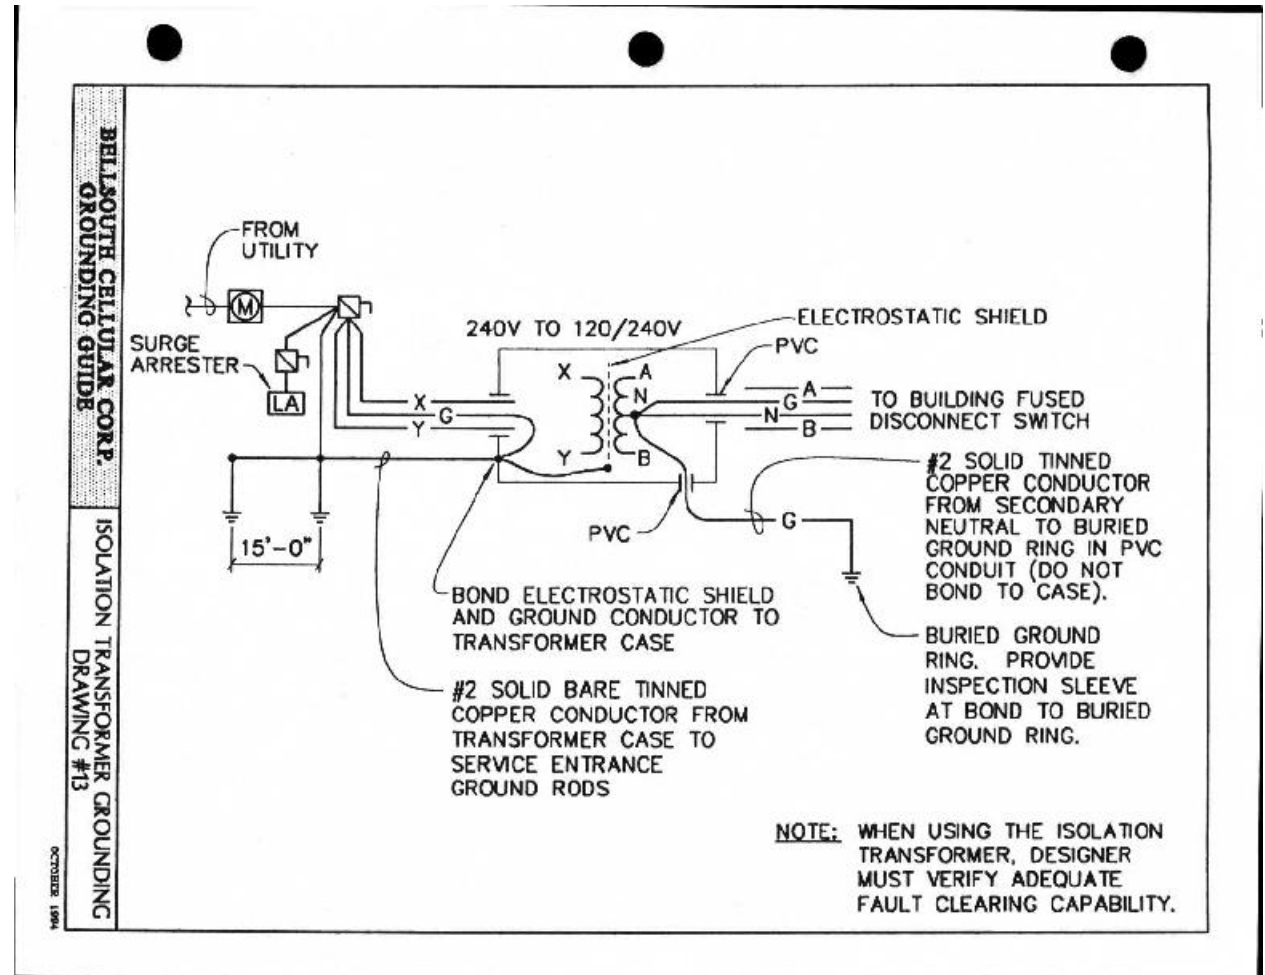 BELLSOUTH CELLULAR CORP.
GROUNDING GUIDE
ISOLATION TRANSFORMER GROUNDING
DRAWING #13
OCTOBER 1994
FROM
UTILITY
M
SURGE
ARRESTER
LA
240V TO 120/240V
ELECTROSTATIC SHIELD
PVC
X
G
Y
X
Y
A
N
B
A
G
N
B
TO BUILDING FUSED
DISCONNECT SWITCH
15'-0"
PVC
G
#2 SOLID TINNED
COPPER CONDUCTOR
FROM SECONDARY
NEUTRAL TO BURIED
GROUND RING IN PVC
CONDUIT (DO NOT
BOND TO CASE).
BOND ELECTROSTATIC SHIELD
AND GROUND CONDUCTOR TO
TRANSFORMER CASE
BURIED GROUND
RING. PROVIDE
INSPECTION SLEEVE
AT BOND TO BURIED
GROUND RING.
#2 SOLID BARE TINNED
COPPER CONDUCTOR FROM
TRANSFORMER CASE TO
SERVICE ENTRANCE
GROUND RODS
NOTE: WHEN USING THE ISOLATION
TRANSFORMER, DESIGNER
MUST VERIFY ADEQUATE
FAULT CLEARING CAPABILITY.